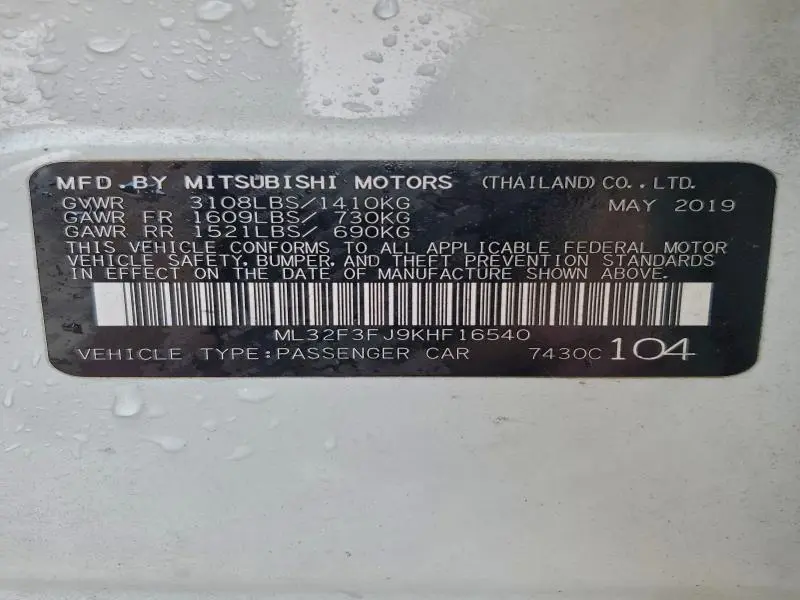 MFD.BY MITSUBISHI MOTORS (THAILAND) CO.,LTD.
GVWR 3108LBS/1410KG MAY 2019
GAWR FR 1609LBS/ 730KG
GAWR RR 1521LBS/ 690KG
THIS VEHICLE CONFORMS TO ALL APPLICABLE FEDERAL MOTOR
VEHICLE SAFETY, BUMPER, AND THEFT PREVENTION STANDARDS
IN EFFECT ON THE DATE OF MANUFACTURE SHOWN ABOVE.
ML32F3FJ9KHF16540
VEHICLE TYPE:PASSENGER CAR 7430C 104